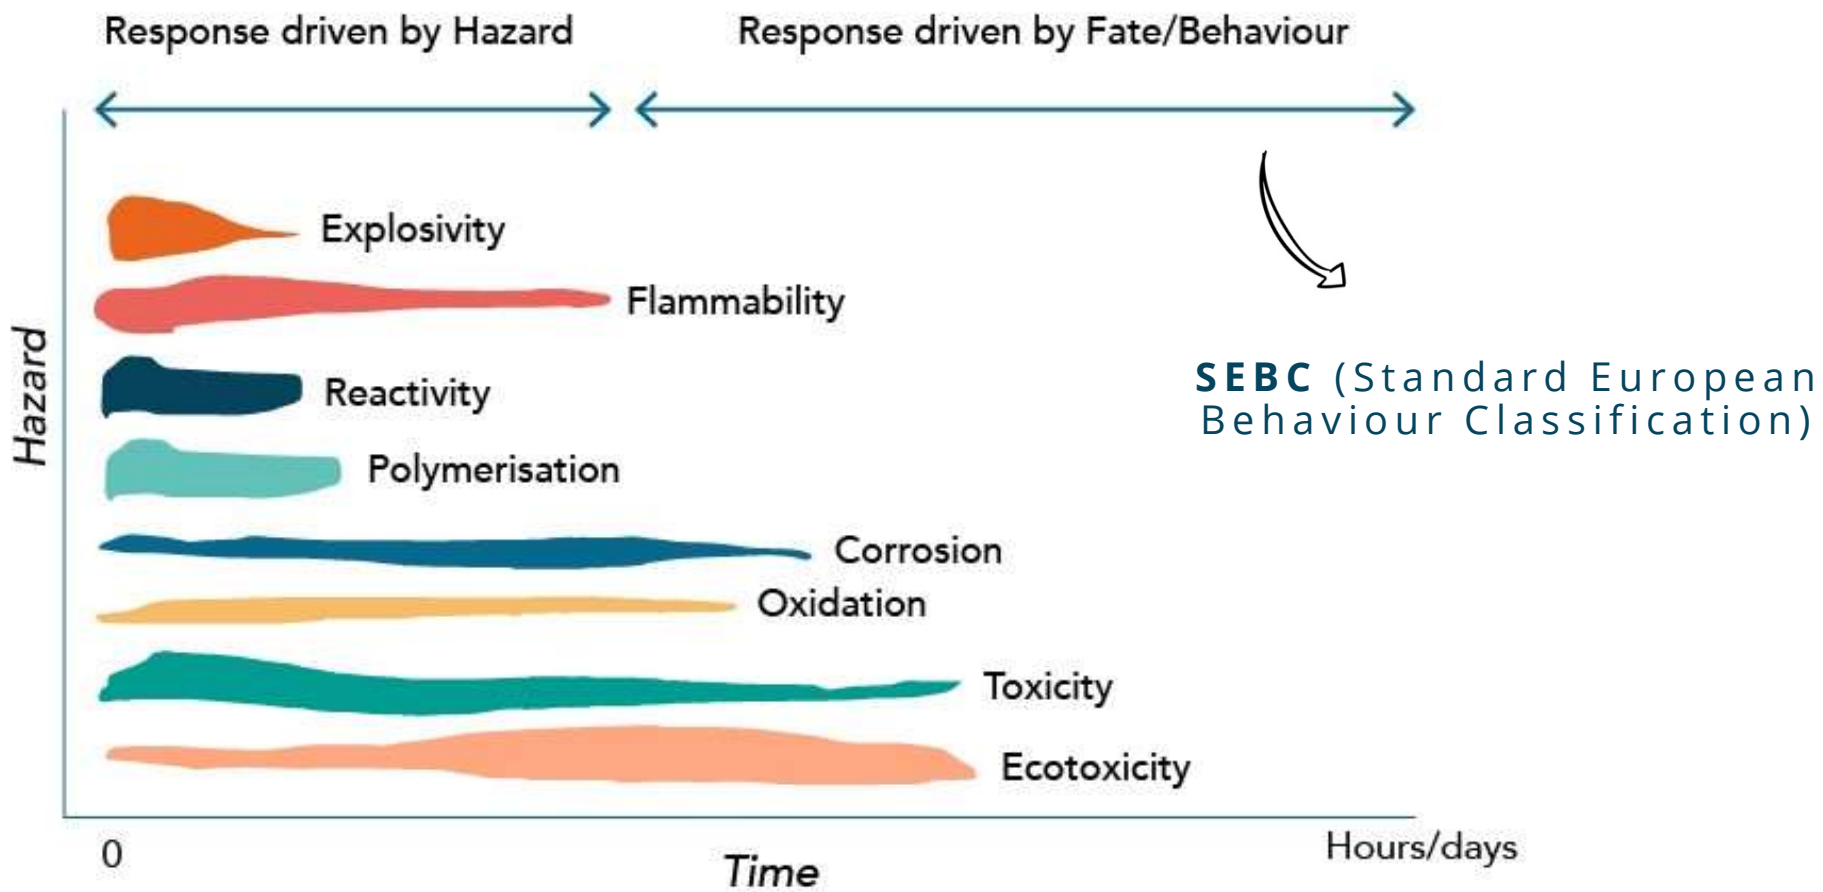 Response driven by Hazard
Response driven by Fate/Behaviour
Explosivity
Flammability
Reactivity
Polymerisation
Corrosion
Oxidation
Toxicity
Ecotoxicity
Hazard
SEBC (Standard European
Behaviour Classification)
0
Time
Hours/days